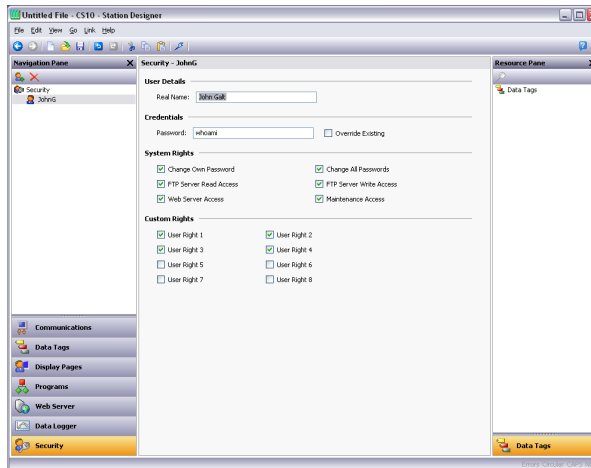 Untitled File - CS10 - Station Designer
File Edit View Go Link Help
Navigation Pane
Security - JohnG
Resource Pane
Security
JohnG
User Details
Real Name: John Galt
Data Tags
Credentials
Password: whoami Override Existing
System Rights
Change Own Password Change All Passwords
FTP Server Read Access FTP Server Write Access
Web Server Access Maintenance Access
Custom Rights
User Right 1 User Right 2
User Right 3 User Right 4
User Right 5 User Right 6
User Right 7 User Right 8
Communications
Data Tags
Display Pages
Programs
Web Server
Data Logger
Security
Data Tags
Errors Circular CAPS